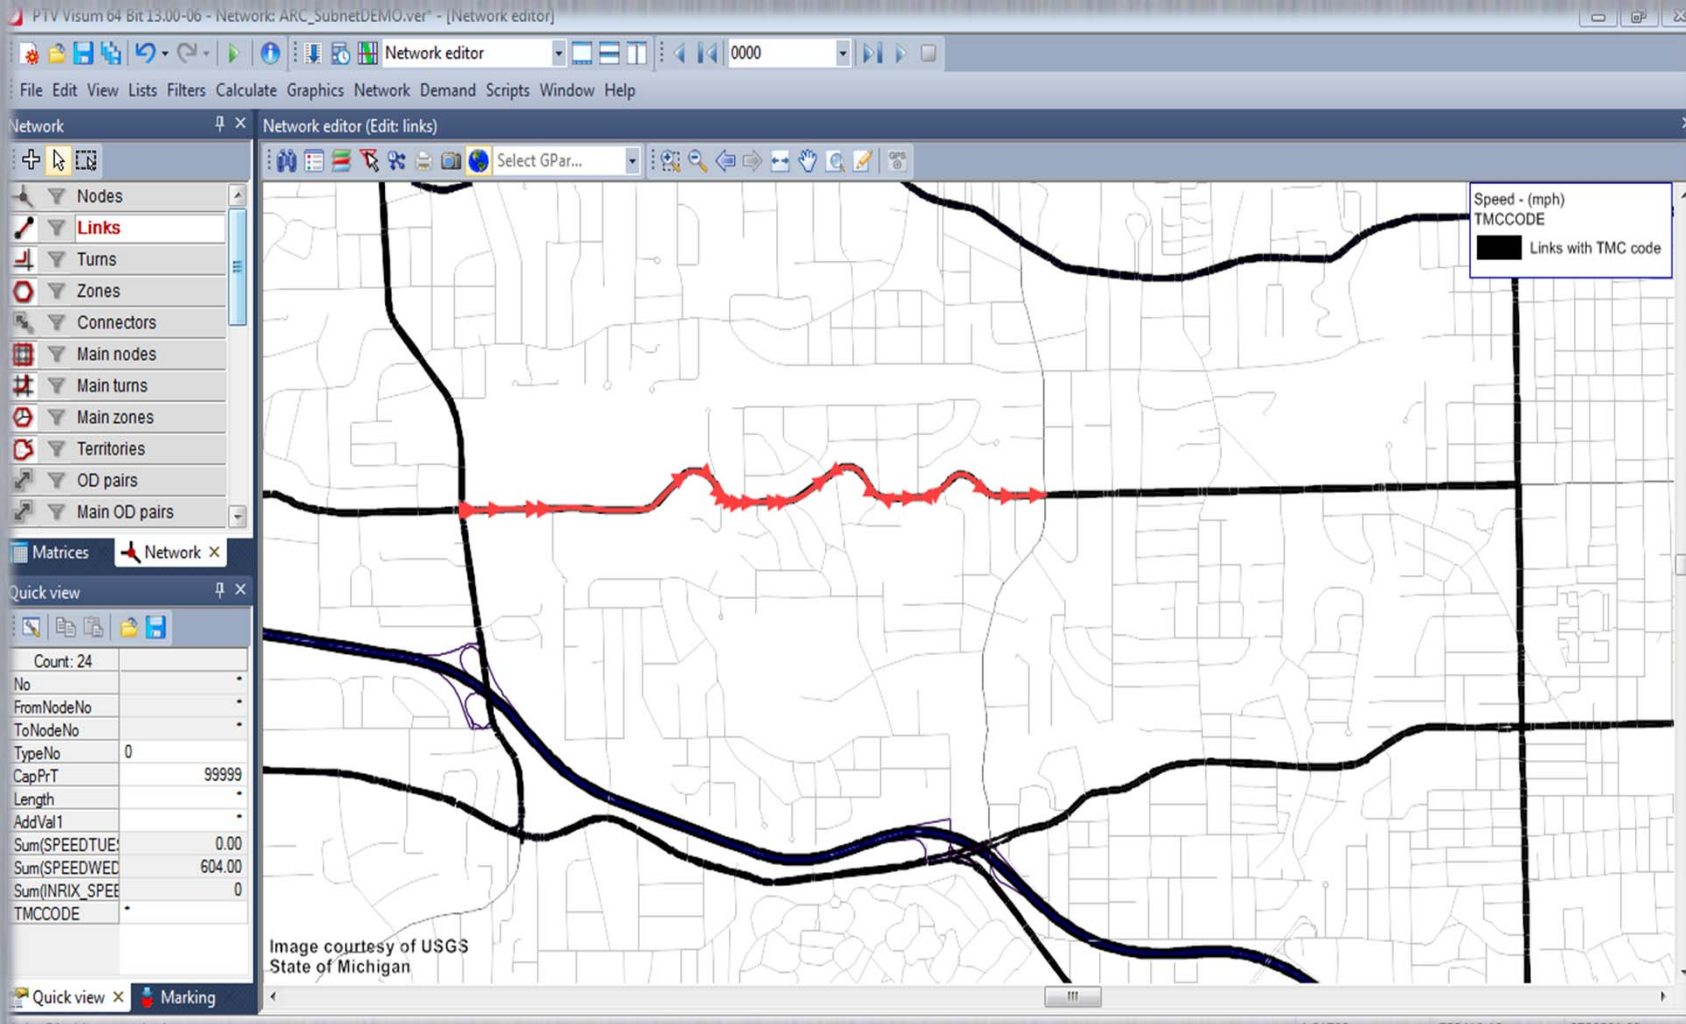 PTV Visum 64 Bit 13.00-06 - Network: ARC_SubnetDEMO.ver* - [Network editor]
Network editor
0000
File Edit View Lists Filters Calculate Graphics Network Demand Scripts Window Help
Network
Network editor (Edit: links)
Select GPar...
GPS
Nodes
Links
Turns
Zones
Connectors
Main nodes
Main turns
Main zones
Territories
OD pairs
Main OD pairs
Matrices
Network
Quick view
Count: 24
No *
FromNodeNo *
ToNodeNo *
TypeNo 0
CapPrT 99999
Length *
AddVal1 *
Sum(SPEEDTUE 0.00
Sum(SPEEDWED 604.00
Sum(INRIX_SPEE 0
TMCCODE *
Quick view
Marking
Speed - (mph)
TMCCODE
Links with TMC code
Image courtesy of USGS
State of Michigan